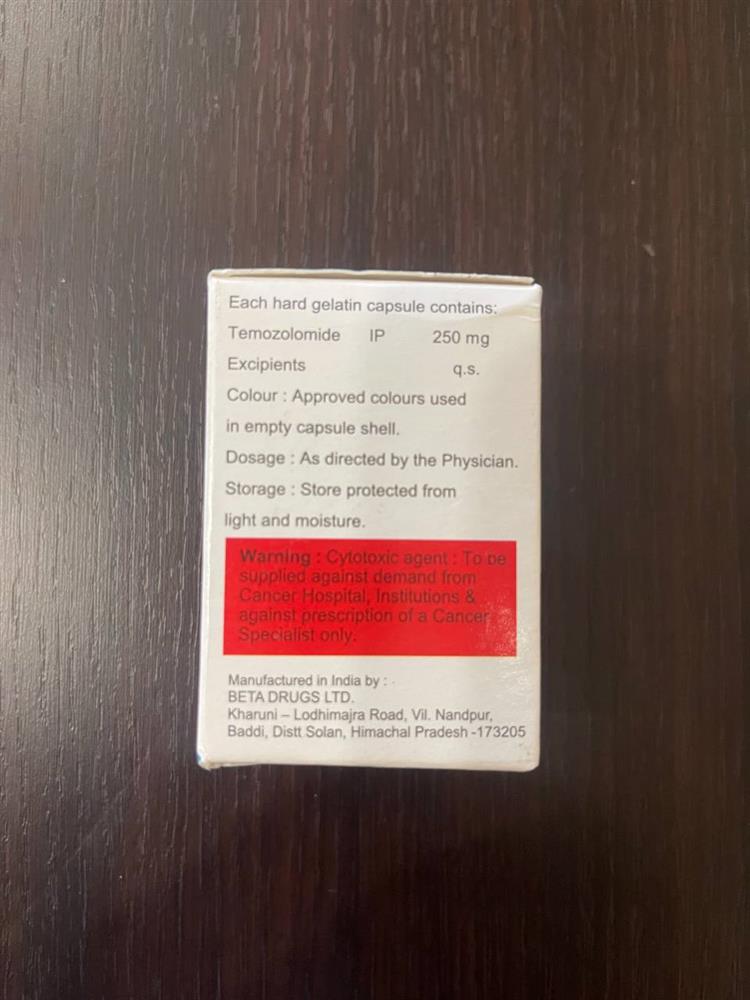 Each hard gelatin capsule contains:
Temozolomide IP 250 mg
Excipients q.s.
Colour : Approved colours used
in empty capsule shell.
Dosage : As directed by the Physician.
Storage : Store protected from
light and moisture.
Warning : Cytotoxic agent : To be
supplied against demand from
Cancer Hospital, Institutions &
against prescription of a Cancer
Specialist only.
Manufactured in India by :
BETA DRUGS LTD.
Kharuni – Lodhimajra Road, Vil. Nandpur,
Baddi, Distt Solan, Himachal Pradesh -173205